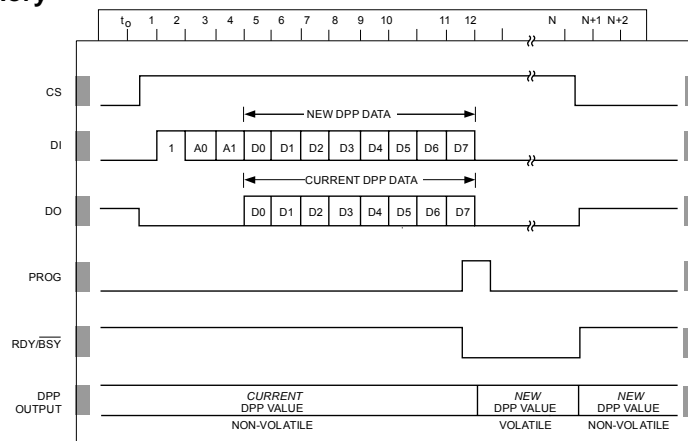 to 1 2 3 4 5 6 7 8 9 10 11 12 N N+1 N+2
CS
NEW DPP DATA
DI 1 A0 A1 D0 D1 D2 D3 D4 D5 D6 D7
CURRENT DPP DATA
DO D0 D1 D2 D3 D4 D5 D6 D7
PROG
RDY/BSY
DPP OUTPUT
CURRENT DPP VALUE
NON-VOLATILE
NEW DPP VALUE
VOLATILE
NEW DPP VALUE
NON-VOLATILE